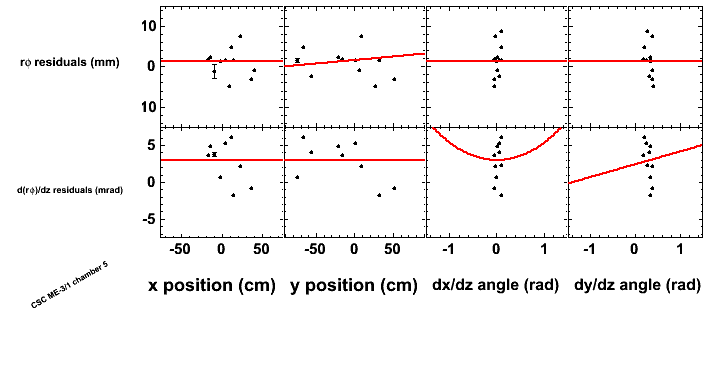 rϕ residuals (mm)
10
0
10
d(rϕ)/dz residuals (mrad)
5
0
-5
-50 0 50 -50 0 50 -1 0 1 -1 0 1
x position (cm) y position (cm) dx/dz angle (rad) dy/dz angle (rad)
CSC ME-3/1 chamber 5